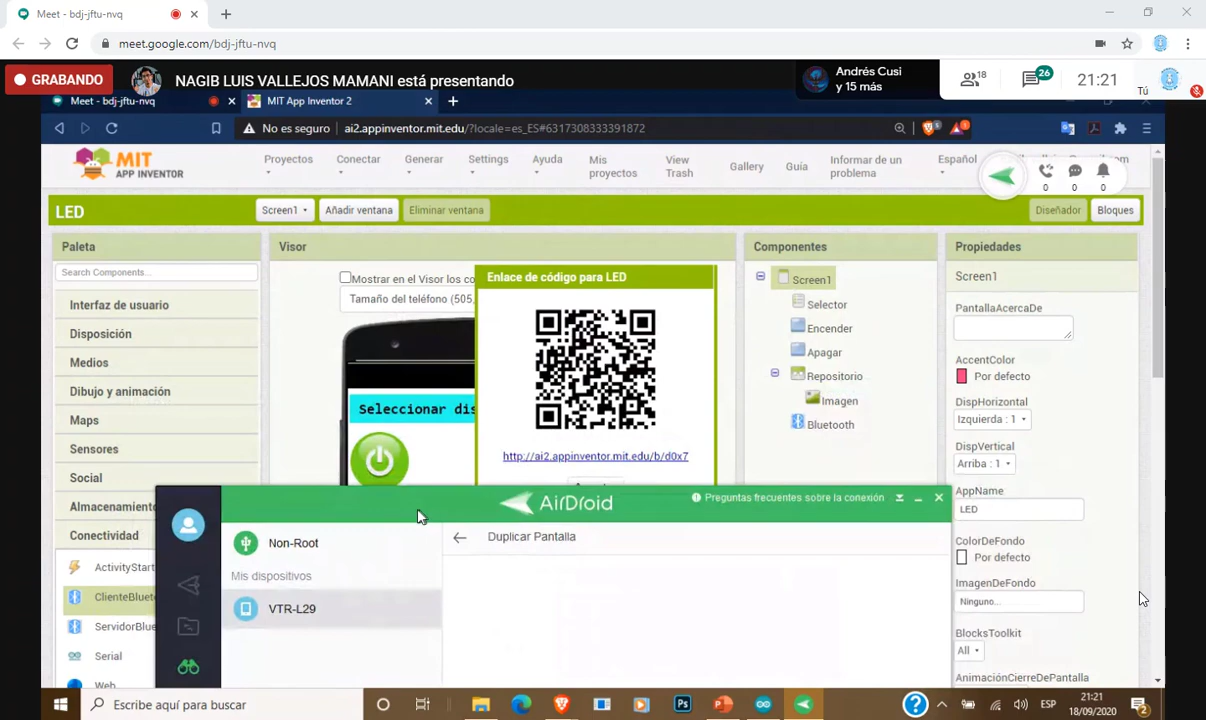 Meet - bdj-jftu-nvq
meet.google.com/bdj-jftu-nvq
GRABANDO
NAGIB LUIS VALLEJOS MAMANI está presentando
Andrés Cusi
y 15 más
18
26
21:21
Tú
Meet - bdj-jftu-nvq
MIT App Inventor 2
No es seguro
ai2.appinventor.mit.edu/?locale=es_ES#6317308333391872
MIT
APP INVENTOR
Proyectos
Conectar
Generar
Settings
Ayuda
Mis
proyectos
View
Trash
Gallery
Guía
Informar de un
problema
Español
0
0
0
LED
Screen1
Añadir ventana
Eliminar ventana
Diseñador
Bloques
Paleta
Visor
Componentes
Propiedades
Search Components...
Interfaz de usuario
Disposición
Medios
Dibujo y animación
Maps
Sensores
Social
Almacenamiento
Conectividad
ActivityStart
ClienteBluet
ServidorBlue
Serial
Web
Mostrar en el Visor los co
Tamaño del teléfono (505,
Seleccionar dis
Enlace de código para LED
http://ai2.appinventor.mit.edu/b/d0x7
Screen1
Selector
Encender
Apagar
Repositorio
Imagen
Bluetooth
Screen1
PantallaAcercaDe
AccentColor
Por defecto
DispHorizontal
Izquierda : 1
DispVertical
Arriba : 1
AppName
LED
ColorDeFondo
Por defecto
ImagenDeFondo
Ninguno...
BlocksToolkit
All
AnimaciónCierreDePantalla
AirDroid
Preguntas frecuentes sobre la conexión
Non-Root
Mis dispositivos
VTR-L29
Duplicar Pantalla
Escribe aquí para buscar
Ps
ESP
21:21
18/09/2020
2